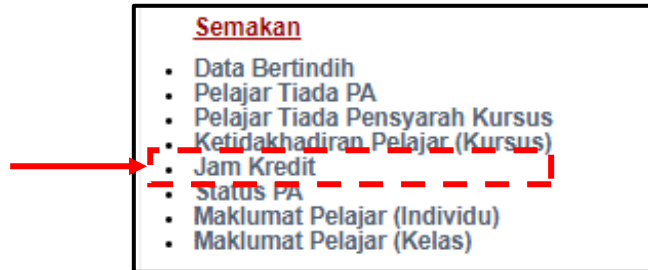 Semakan
Data Bertindih
Pelajar Tiada PA
Pelajar Tiada Pensyarah Kursus
Ketidakhadiran Pelajar (Kursus)
Jam Kredit
Status PA
Maklumat Pelajar (Individu)
Maklumat Pelajar (Kelas)